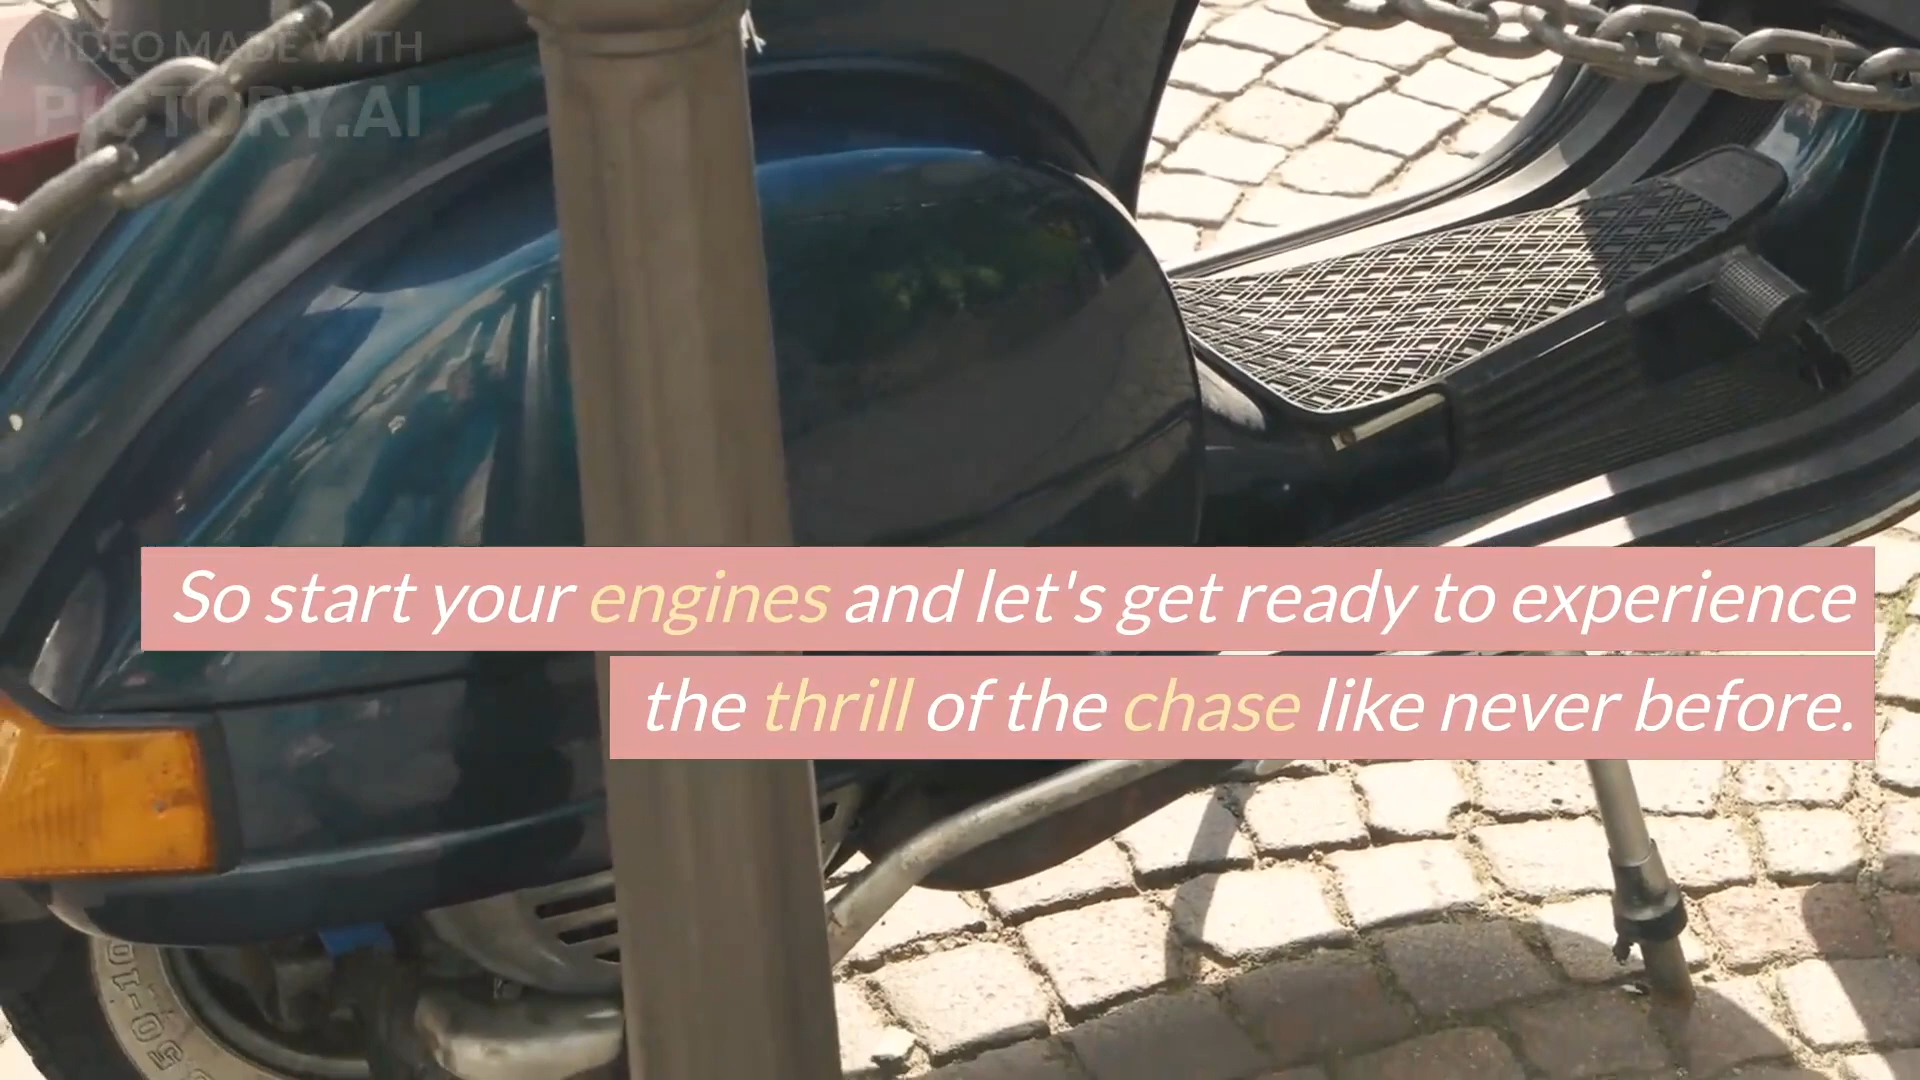 VIDEO MADE WITH
PICTORY.AI
So start your engines and let's get ready to experience
the thrill of the chase like never before.